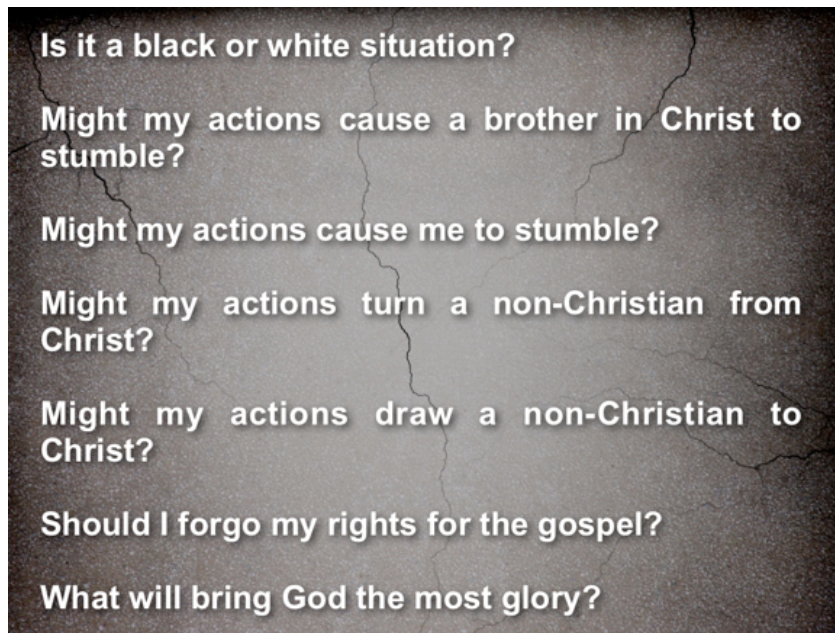 Is it a black or white situation?
Might my actions cause a brother in Christ to
stumble?
Might my actions cause me to stumble?
Might my actions turn a non-Christian from
Christ?
Might my actions draw a non-Christian to
Christ?
Should I forgo my rights for the gospel?
What will bring God the most glory?